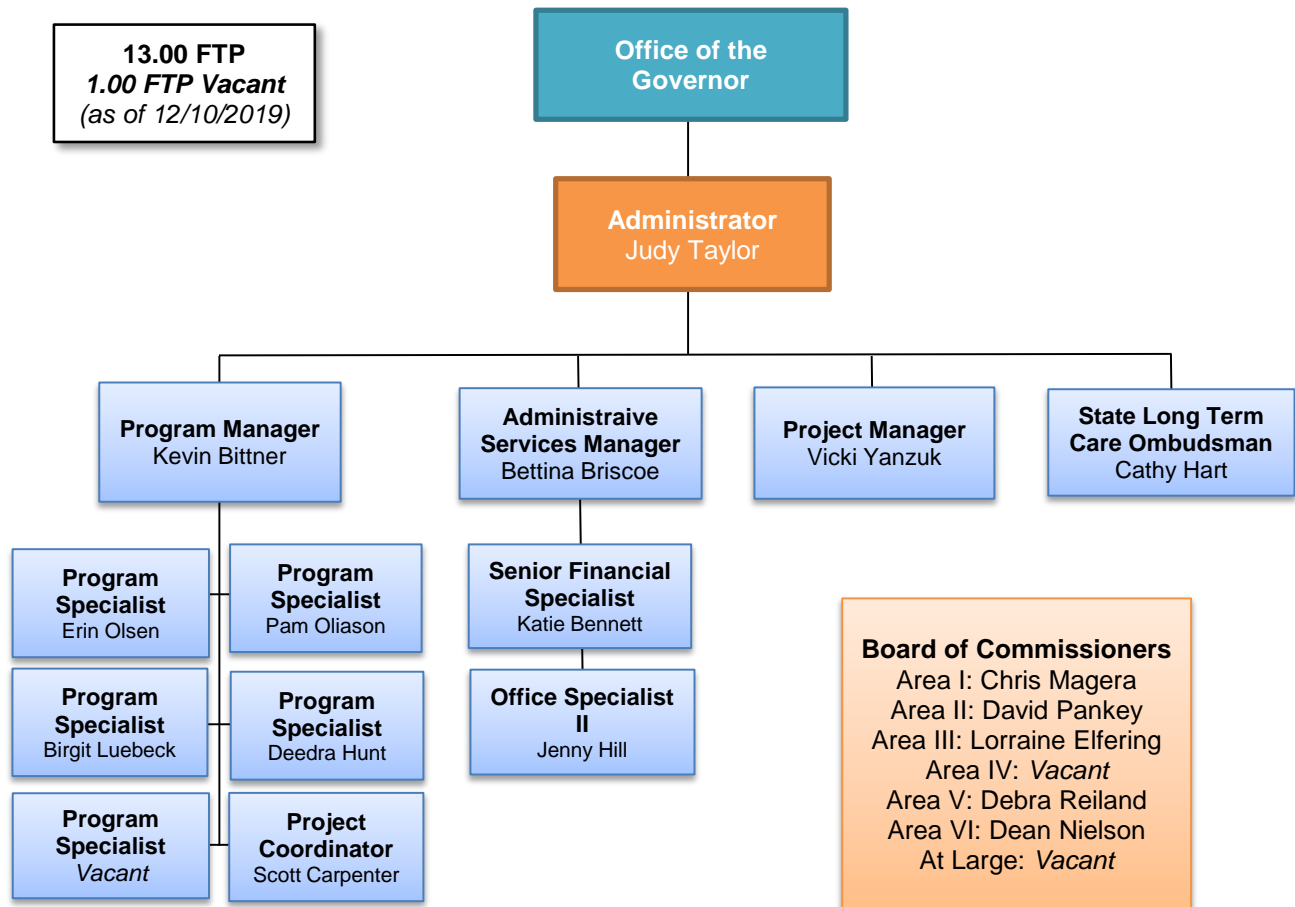 13.00 FTP
1.00 FTP Vacant
(as of 12/10/2019)
Office of the
Governor
Administrator
Judy Taylor
Program Manager
Kevin Bittner
Administraive
Services Manager
Bettina Briscoe
Project Manager
Vicki Yanzuk
State Long Term
Care Ombudsman
Cathy Hart
Program
Specialist
Erin Olsen
Program
Specialist
Pam Oliason
Program
Specialist
Birgit Luebeck
Program
Specialist
Deedra Hunt
Program
Specialist
Vacant
Project
Coordinator
Scott Carpenter
Senior Financial
Specialist
Katie Bennett
Office Specialist
II
Jenny Hill
Board of Commissioners
Area I: Chris Magera
Area II: David Pankey
Area III: Lorraine Elfering
Area IV: Vacant
Area V: Debra Reiland
Area VI: Dean Nielson
At Large: Vacant